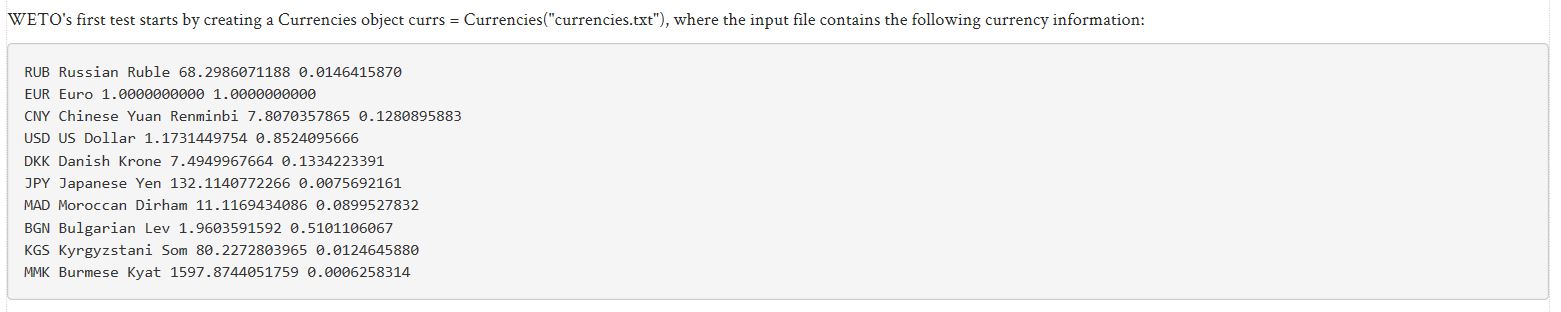 WETO's first test starts by creating a Currencies object currs = Currencies("currencies.txt"), where the input file contains the following currency information:
RUB Russian Ruble 68.2986071188 0.0146415870
EUR Euro 1.0000000000 1.0000000000
CNY Chinese Yuan Renminbi 7.8070357865 0.1280895883
USD US Dollar 1.1731449754 0.8524095666
DKK Danish Krone 7.4949967664 0.1334223391
JPY Japanese Yen 132.1140772266 0.0075692161
MAD Moroccan Dirham 11.1169434086 0.0899527832
BGN Bulgarian Lev 1.9603591592 0.5101106067
KGS Kyrgyzstani Som 80.2272803965 0.0124645880
MMK Burmese Kyat 1597.8744051759 0.0006258314